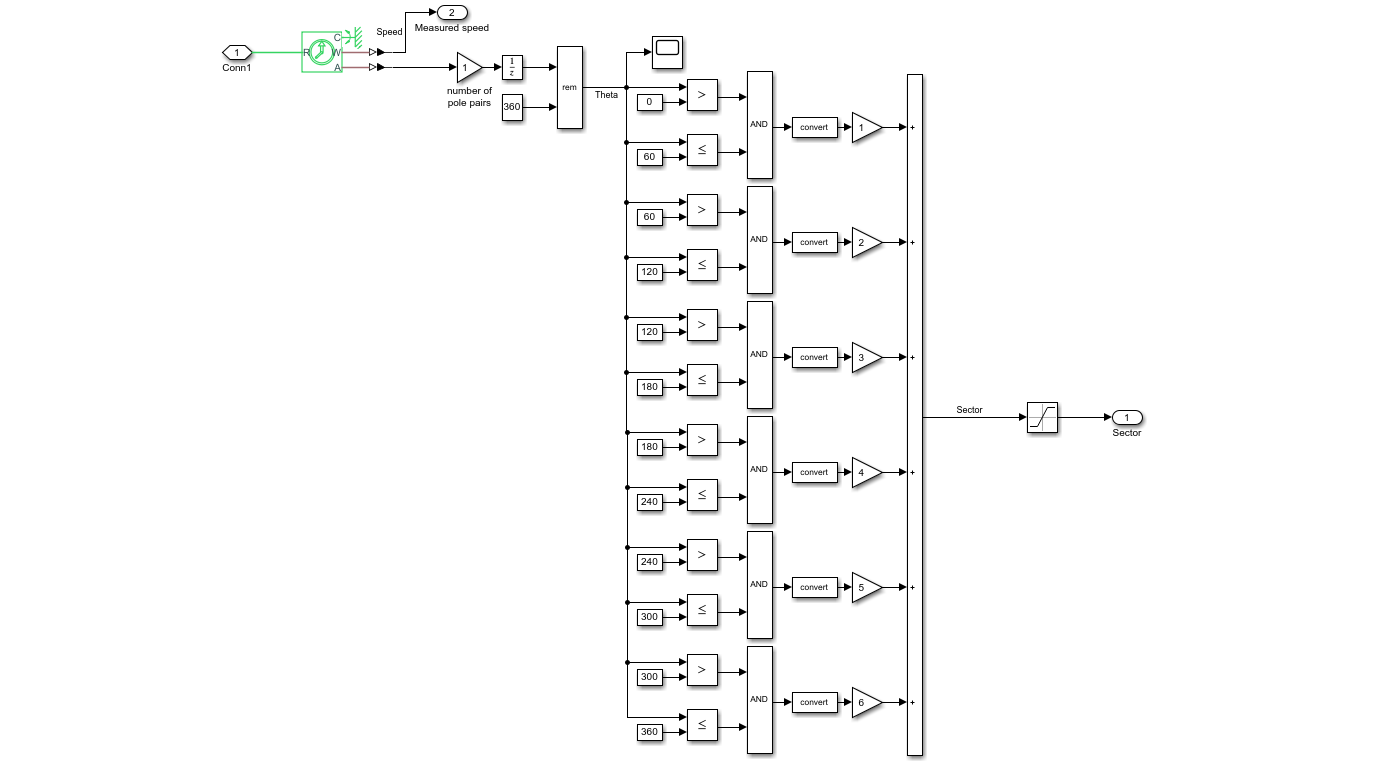 2
Measured speed
Speed
1
Conn1
R
C
W
A
1
number of
pole pairs
1
z
360
rem
Theta
0
>
60
≤
AND
convert
1
+
60
>
120
≤
AND
convert
2
+
120
>
180
≤
AND
convert
3
+
180
>
240
≤
AND
convert
4
+
240
>
300
≤
AND
convert
5
+
300
>
360
≤
AND
convert
6
+
Sector
1
Sector